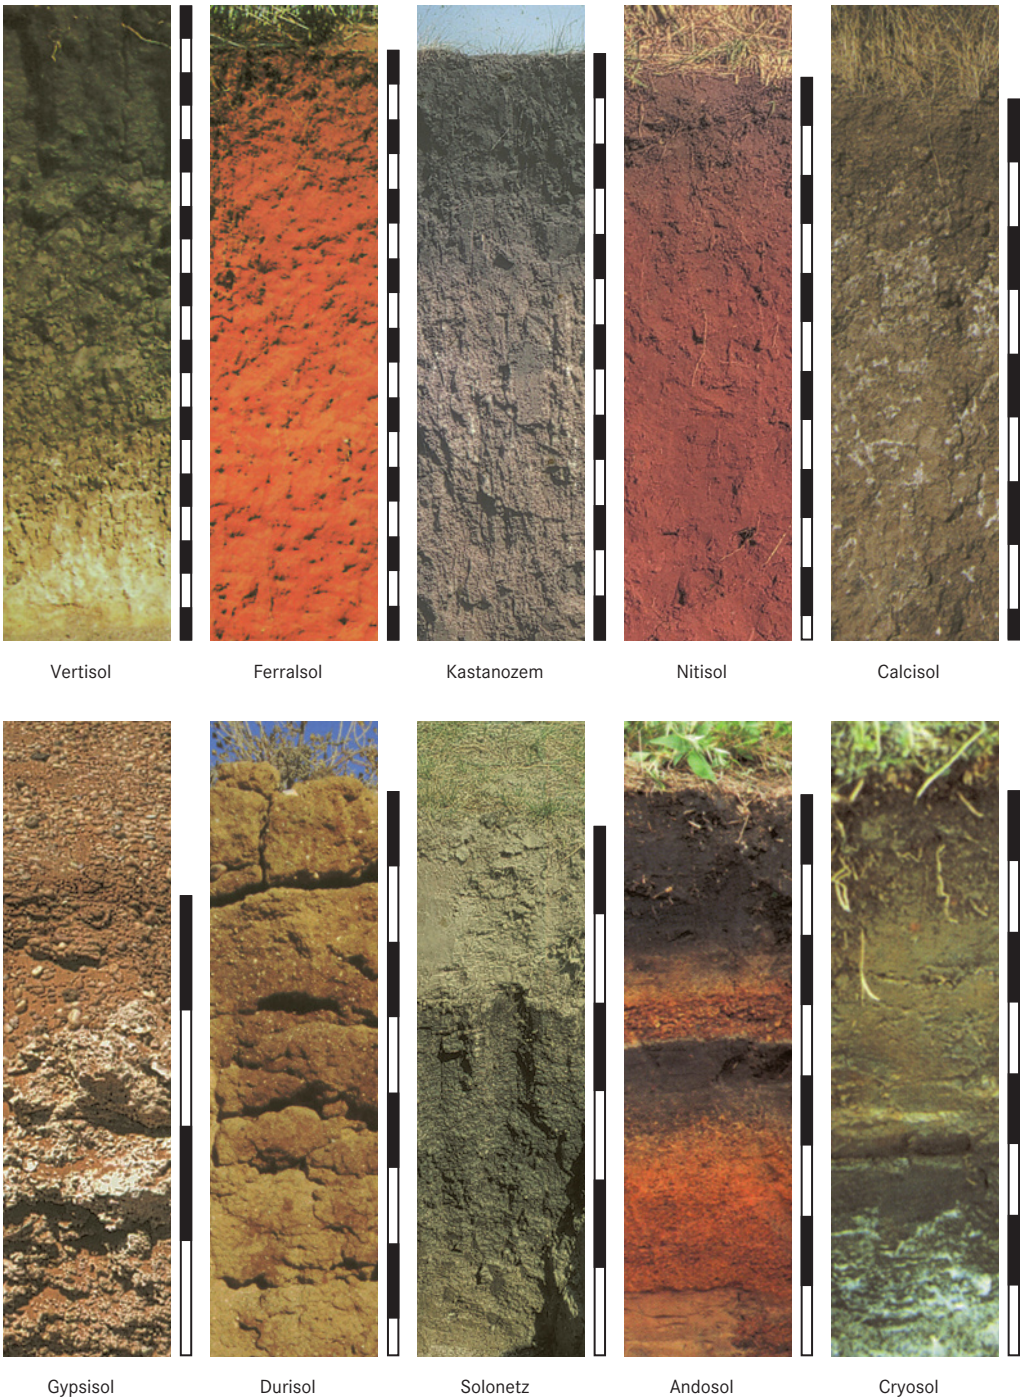 Vertisol
Ferralsol
Kastanozem
Nitisol
Calcisol
Gypsisol
Durisol
Solonetz
Andosol
Cryosol